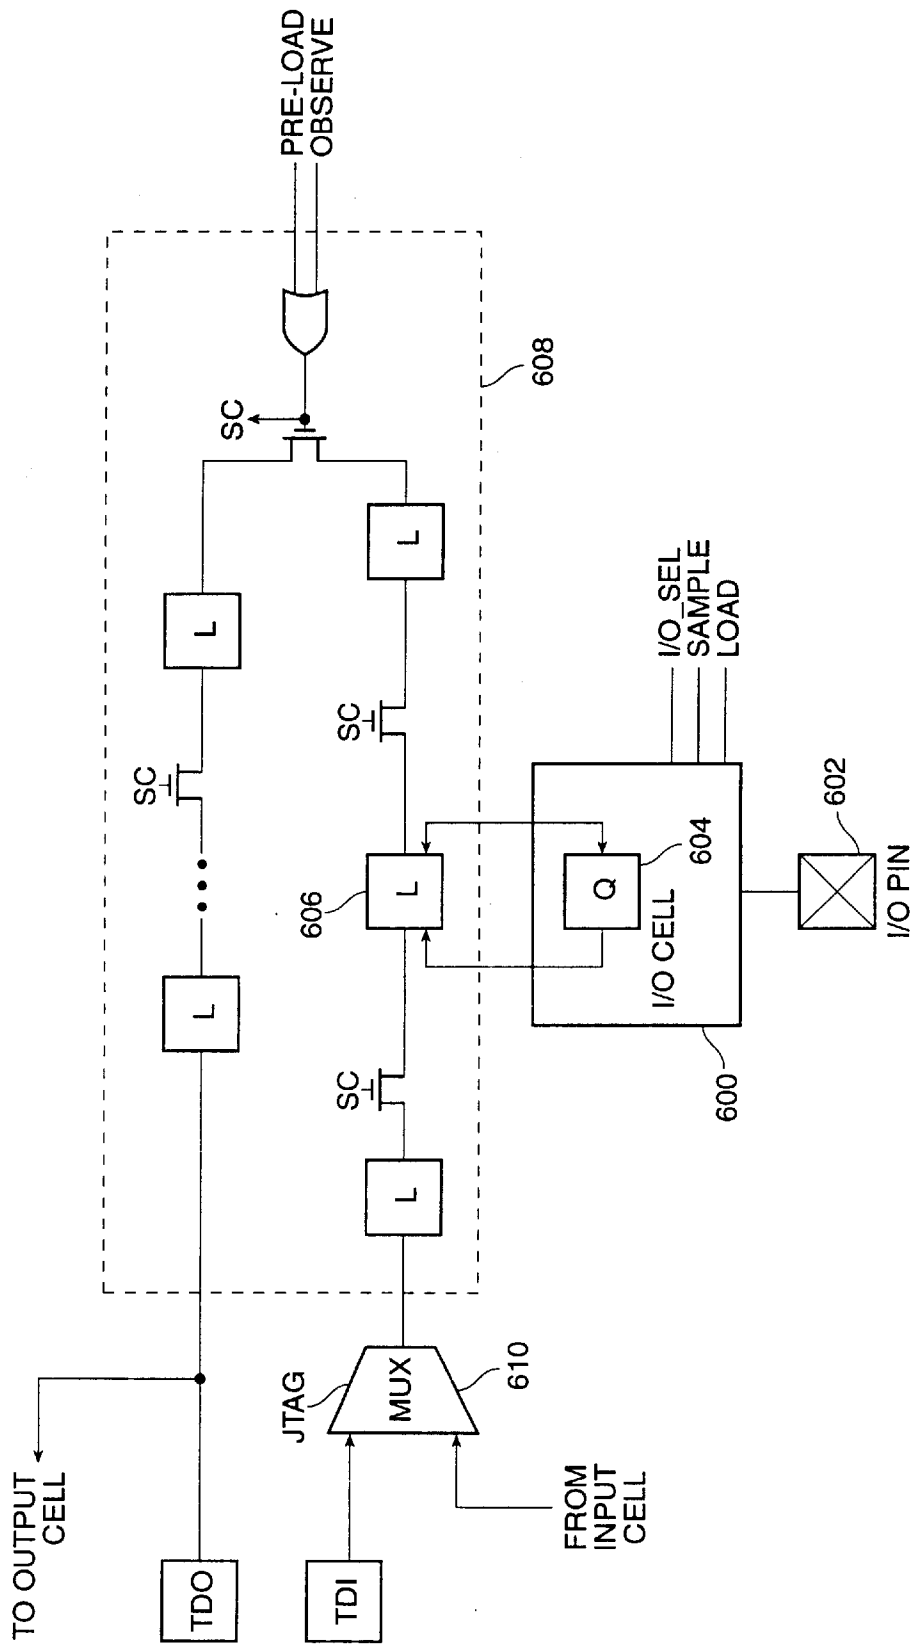 TO OUTPUT
CELL
TDO
TDI
FROM
INPUT
CELL
JTAG
MUX
610
L
SC
L
606
SC
L
L
SC
L
SC
L
PRE-LOAD
OBSERVE
608
Q
604
I/O CELL
600
I/O_SEL
SAMPLE
LOAD
602
I/O PIN